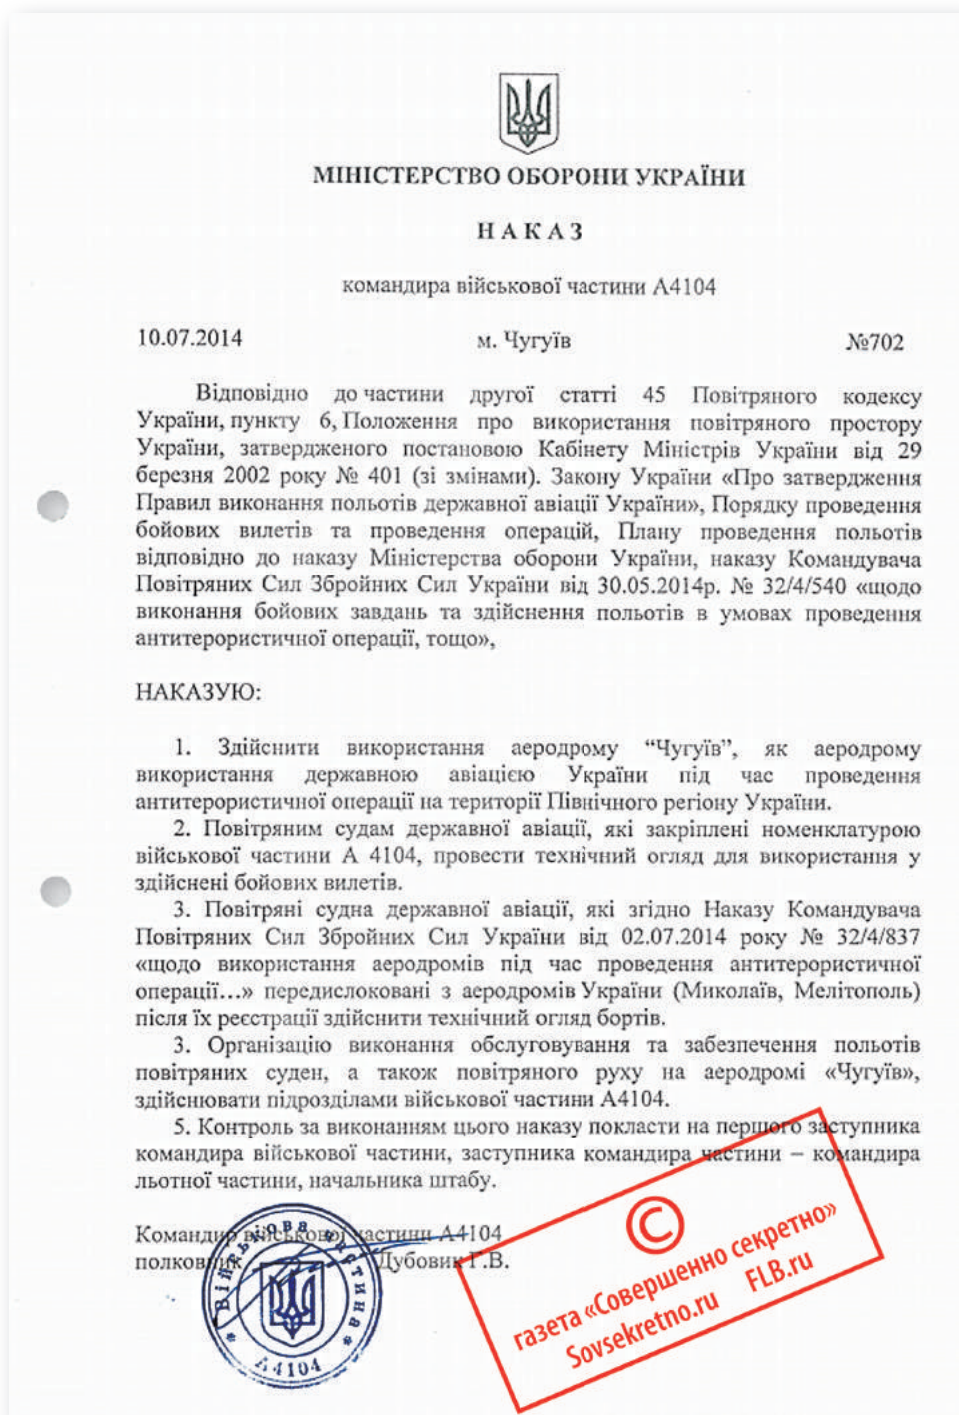 МІНІСТЕРСТВО ОБОРОНИ УКРАЇНИ
Н А К А З
командира військової частини А4104
10.07.2014 м. Чугуїв №702
Відповідно до частини другої статті 45 Повітряного кодексу
України, пункту 6, Положення про використання повітряного простору
України, затвердженого постановою Кабінету Міністрів України від 29
березня 2002 року № 401 (зі змінами). Закону України «Про затвердження
Правил виконання польотів державної авіації України», Порядку проведення
бойових вилетів та проведення операцій, Плану проведення польотів
відповідно до наказу Міністерства оборони України, наказу Командувача
Повітряних Сил Збройних Сил України від 30.05.2014р. № 32/4/540 «щодо
виконання бойових завдань та здійснення польотів в умовах проведення
антитерористичної операції, тощо»,
НАКАЗУЮ:
1. Здійснити використання аеродрому “Чугуїв”, як аеродрому
використання державною авіацією України під час проведення
антитерористичної операції на території Північного регіону України.
2. Повітряним судам державної авіації, які закріплені номенклатурою
військової частини А 4104, провести технічний огляд для використання у
здійснені бойових вилетів.
3. Повітряні судна державної авіації, які згідно Наказу Командувача
Повітряних Сил Збройних Сил України від 02.07.2014 року № 32/4/837
«щодо використання аеродромів під час проведення антитерористичної
операції...» передислоковані з аеродромів України (Миколаїв, Мелітополь)
після їх реєстрації здійснити технічний огляд бортів.
3. Організацію виконання обслуговування та забезпечення польотів
повітряних суден, а також повітряного руху на аеродромі «Чугуїв»,
здійснювати підрозділами військової частини А4104.
5. Контроль за виконанням цього наказу покласти на першого заступника
командира військової частини, заступника командира частини – командира
льотної частини, начальника штабу.
Командир військової частини А4104
полковник Дубовик Г.В.
* Військова частина *
А4104
©
газета «Совершенно секретно»
Sovsekretno.ru FLB.ru